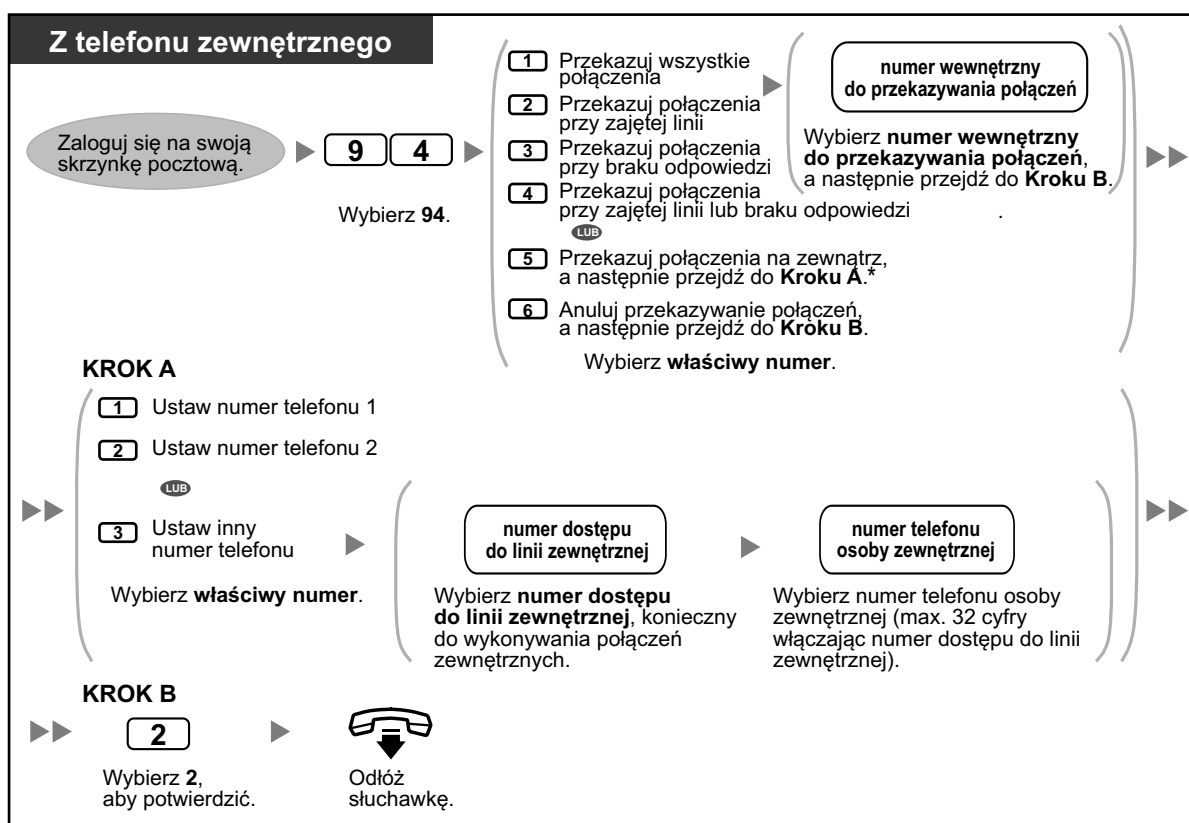 Z telefonu zewnętrznego
Zaloguj się na swoją
skrzynkę pocztową.
9 4
Wybierz 94.
1 Przekazuj wszystkie
połączenia
2 Przekazuj połączenia
przy zajętej linii
3 Przekazuj połączenia
przy braku odpowiedzi
4 Przekazuj połączenia
przy zajętej linii lub braku odpowiedzi .
LUB
5 Przekazuj połączenia na zewnątrz,
a następnie przejdź do Kroku A.*
6 Anuluj przekazywanie połączeń,
a następnie przejdź do Kroku B.
Wybierz właściwy numer.
numer wewnętrzny
do przekazywania połączeń
Wybierz numer wewnętrzny
do przekazywania połączeń,
a następnie przejdź do Kroku B.
KROK A
1 Ustaw numer telefonu 1
2 Ustaw numer telefonu 2
LUB
3 Ustaw inny
numer telefonu
Wybierz właściwy numer.
numer dostępu
do linii zewnętrznej
Wybierz numer dostępu
do linii zewnętrznej, konieczny
do wykonywania połączeń
zewnętrznych.
numer telefonu
osoby zewnętrznej
Wybierz numer telefonu osoby
zewnętrznej (max. 32 cyfry
włączając numer dostępu do linii
zewnętrznej).
KROK B
2
Wybierz 2,
aby potwierdzić.
Odłóż
słuchawkę.